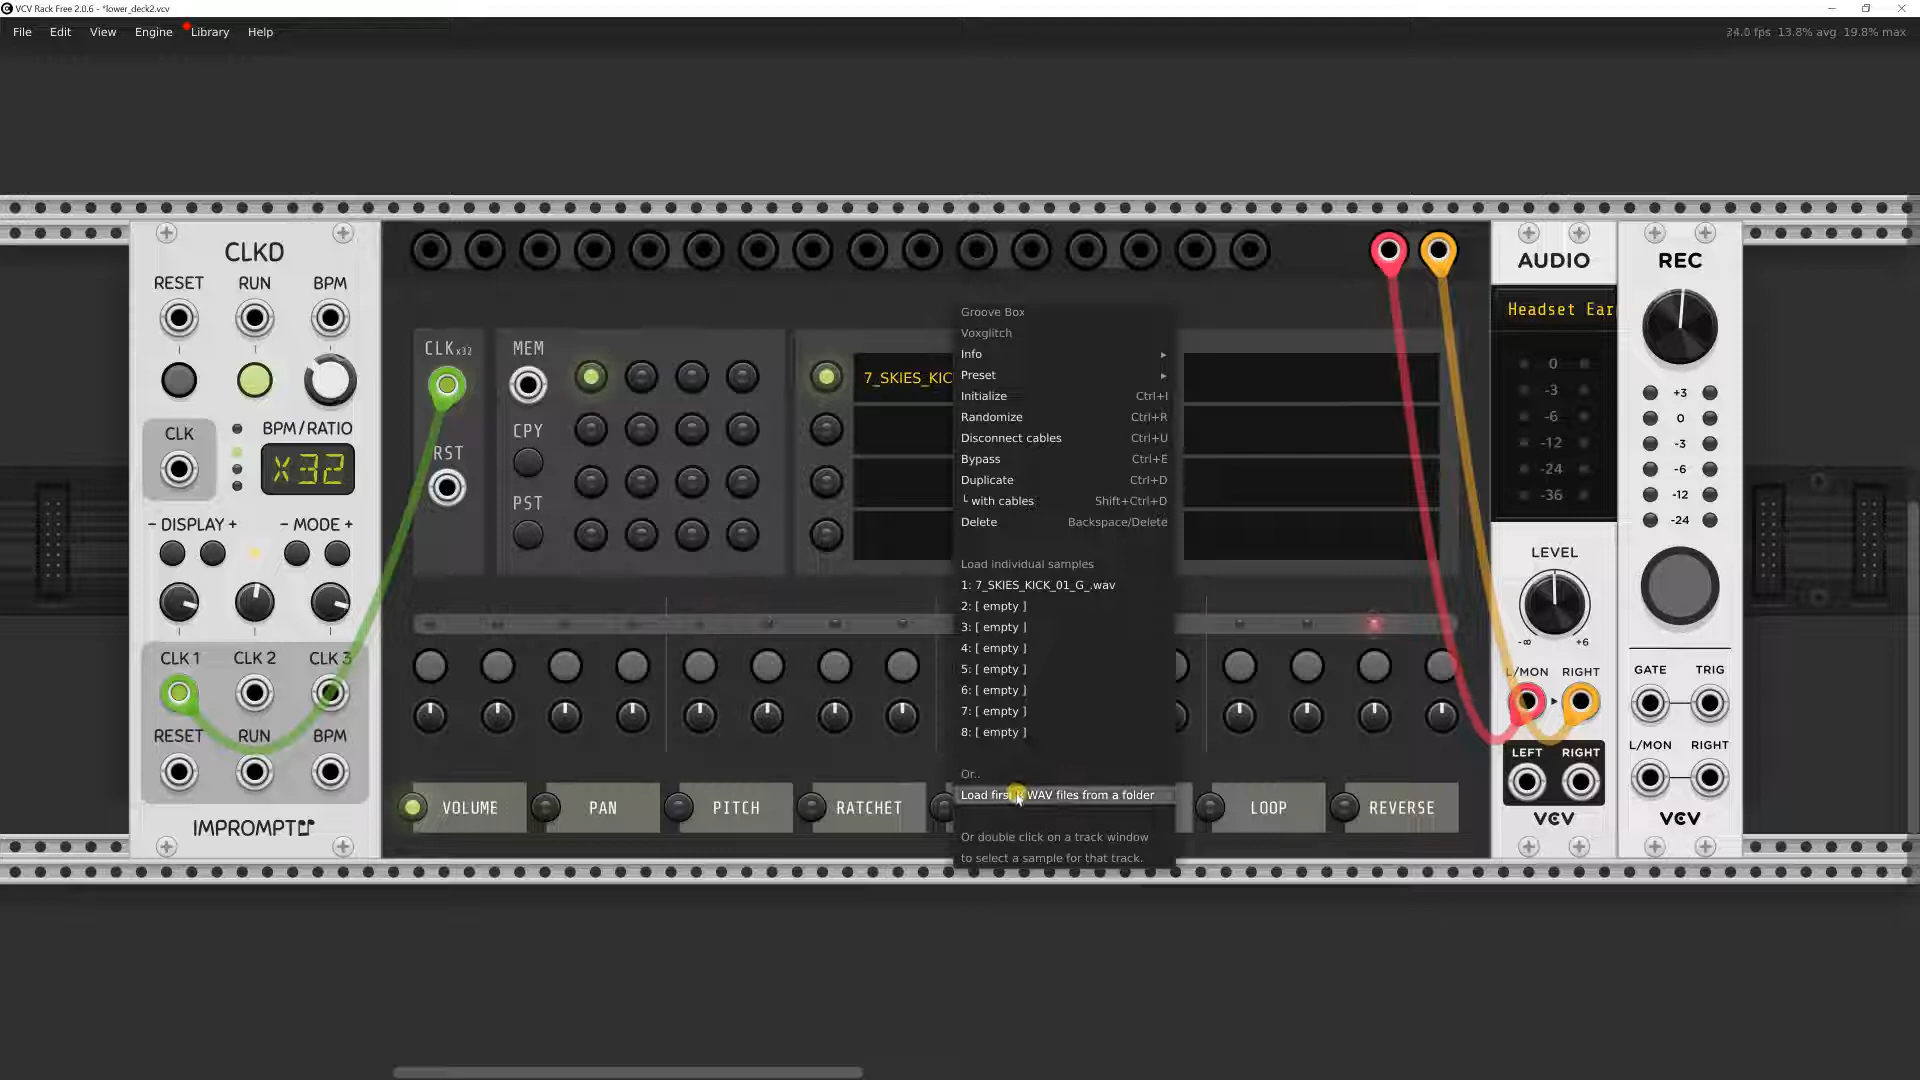 VCV Rack Free 2.0.6 - *lower_deck2.vcv
File Edit View Engine Library Help
24.0 fps 13.8% avg 19.8% max
CLKD
RESET RUN BPM
CLK
BPM/RATIO
X32
- DISPLAY + - MODE +
CLK 1 CLK 2 CLK 3
RESET RUN BPM
IMPROMPTU
CLKx32
RST
MEM
CPY
PST
7_SKIES_KIC
VOLUME PAN PITCH RATCHET LOOP REVERSE
Groove Box
Voxglitch
Info
Preset
Initialize Ctrl+I
Randomize Ctrl+R
Disconnect cables Ctrl+U
Bypass Ctrl+E
Duplicate Ctrl+D
└ with cables Shift+Ctrl+D
Delete Backspace/Delete
Load individual samples
1: 7_SKIES_KICK_01_G_.wav
2: [ empty ]
3: [ empty ]
4: [ empty ]
5: [ empty ]
6: [ empty ]
7: [ empty ]
8: [ empty ]
Or..
Load first 8 WAV files from a folder
Or double click on a track window
to select a sample for that track.
AUDIO
Headset Ear
0
-3
-6
-12
-24
-36
LEVEL
-∞ +6
L/MON RIGHT
LEFT RIGHT
VCV
REC
+3
0
-3
-6
-12
-24
GATE TRIG
L/MON RIGHT
VCV